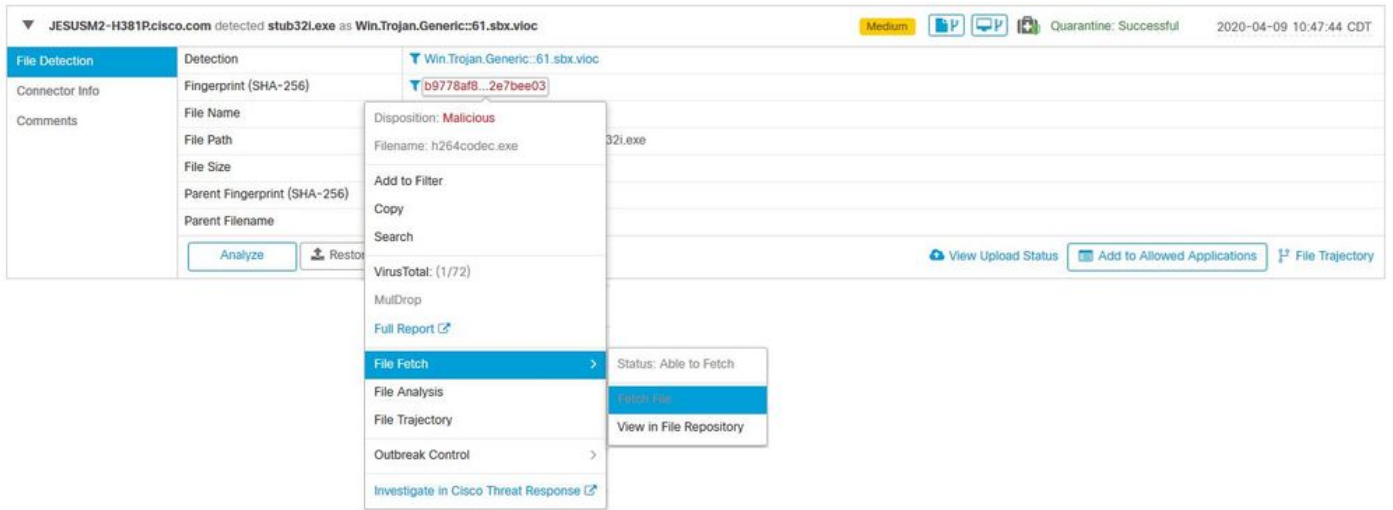 JESUSM2-H381P.cisco.com detected stub32i.exe as Win.Trojan.Generic::61.sbx.vioc
Medium
Quarantine: Successful
2020-04-09 10:47:44 CDT
File Detection
Connector Info
Comments
Detection
Win.Trojan.Generic::61.sbx.vioc
Fingerprint (SHA-256)
b9778af8...2e7bee03
File Name
File Path
32i.exe
File Size
Parent Fingerprint (SHA-256)
Parent Filename
Analyze
Restor
View Upload Status
Add to Allowed Applications
File Trajectory
Disposition: Malicious
Filename: h264codec.exe
Add to Filter
Copy
Search
VirusTotal: (1/72)
MulDrop
Full Report
File Fetch
Status: Able to Fetch
Fetch File
View in File Repository
File Analysis
File Trajectory
Outbreak Control
Investigate in Cisco Threat Response